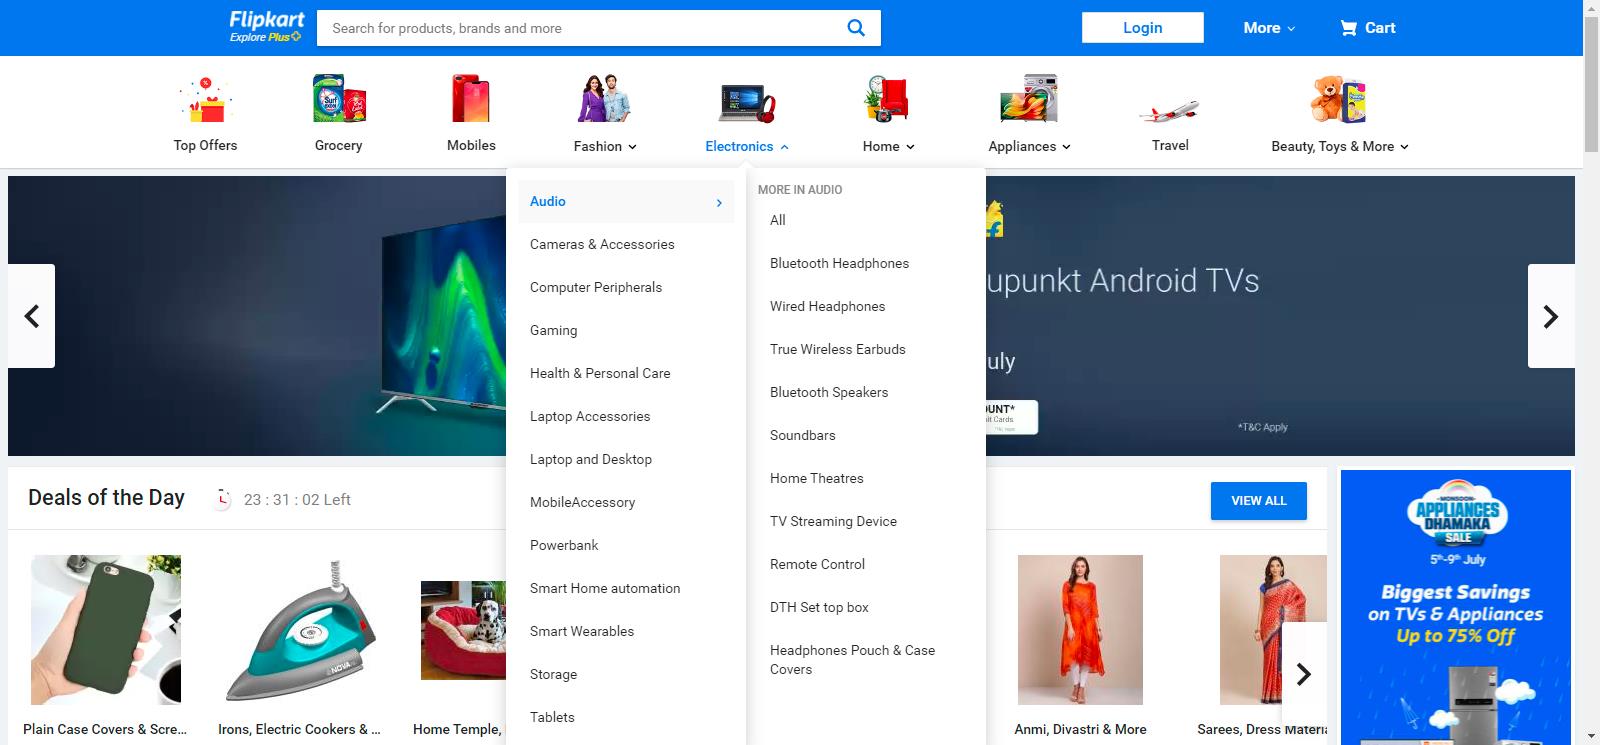 Flipkart
Explore Plus
Search for products, brands and more
Login
More
Cart
Top Offers
Grocery
Mobiles
Fashion
Electronics
Home
Appliances
Travel
Beauty, Toys & More
Audio
Cameras & Accessories
Computer Peripherals
Gaming
Health & Personal Care
Laptop Accessories
Laptop and Desktop
MobileAccessory
Powerbank
Smart Home automation
Smart Wearables
Storage
Tablets
MORE IN AUDIO
All
Bluetooth Headphones
Wired Headphones
True Wireless Earbuds
Bluetooth Speakers
Soundbars
Home Theatres
TV Streaming Device
Remote Control
DTH Set top box
Headphones Pouch & Case
Covers
upunkt Android TVs
uly
OUNT*
it Cards
*T&C Apply
Deals of the Day
23 : 31 : 02 Left
VIEW ALL
NOVA
Plain Case Covers & Scre...
Irons, Electric Cookers & ...
Home Temple,
Anmi, Divastri & More
Sarees, Dress Materia
MONSOON
APPLIANCES
DHAMAKA
SALE
5th-9th July
Biggest Savings
on TVs & Appliances
Up to 75% Off